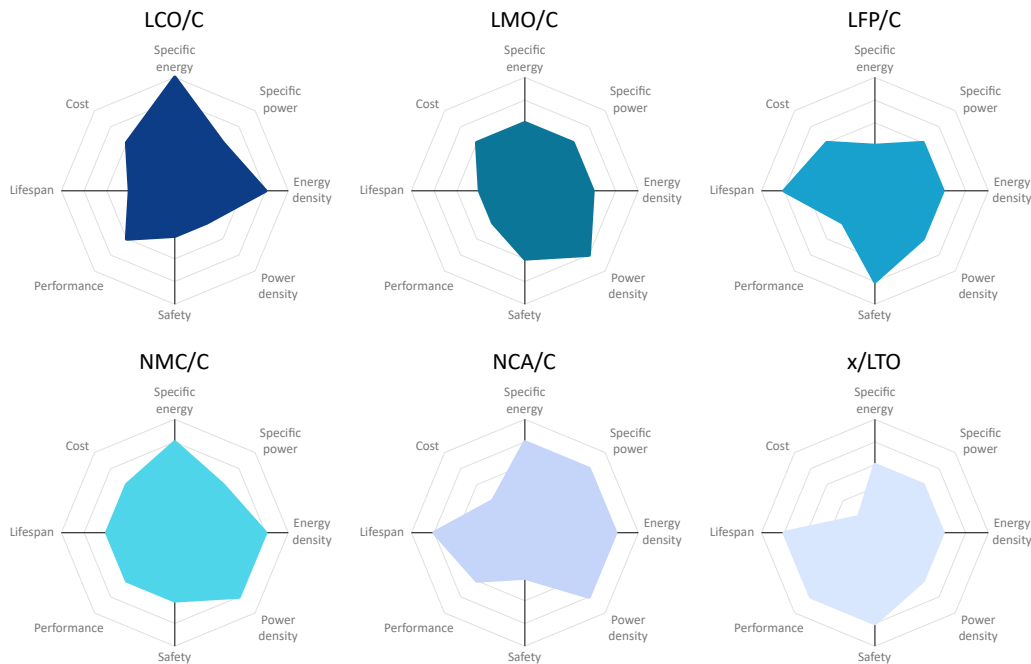 LCO/C
Specific
energy
Cost
Specific
power
Lifespan
Energy
density
Performance
Power
density
Safety
LMO/C
Specific
energy
Cost
Specific
power
Lifespan
Energy
density
Performance
Power
density
Safety
LFP/C
Specific
energy
Cost
Specific
power
Lifespan
Energy
density
Performance
Power
density
Safety
NMC/C
Specific
energy
Cost
Specific
power
Lifespan
Energy
density
Performance
Power
density
Safety
NCA/C
Specific
energy
Cost
Specific
power
Lifespan
Energy
density
Performance
Power
density
Safety
x/LTO
Specific
energy
Cost
Specific
power
Lifespan
Energy
density
Performance
Power
density
Safety